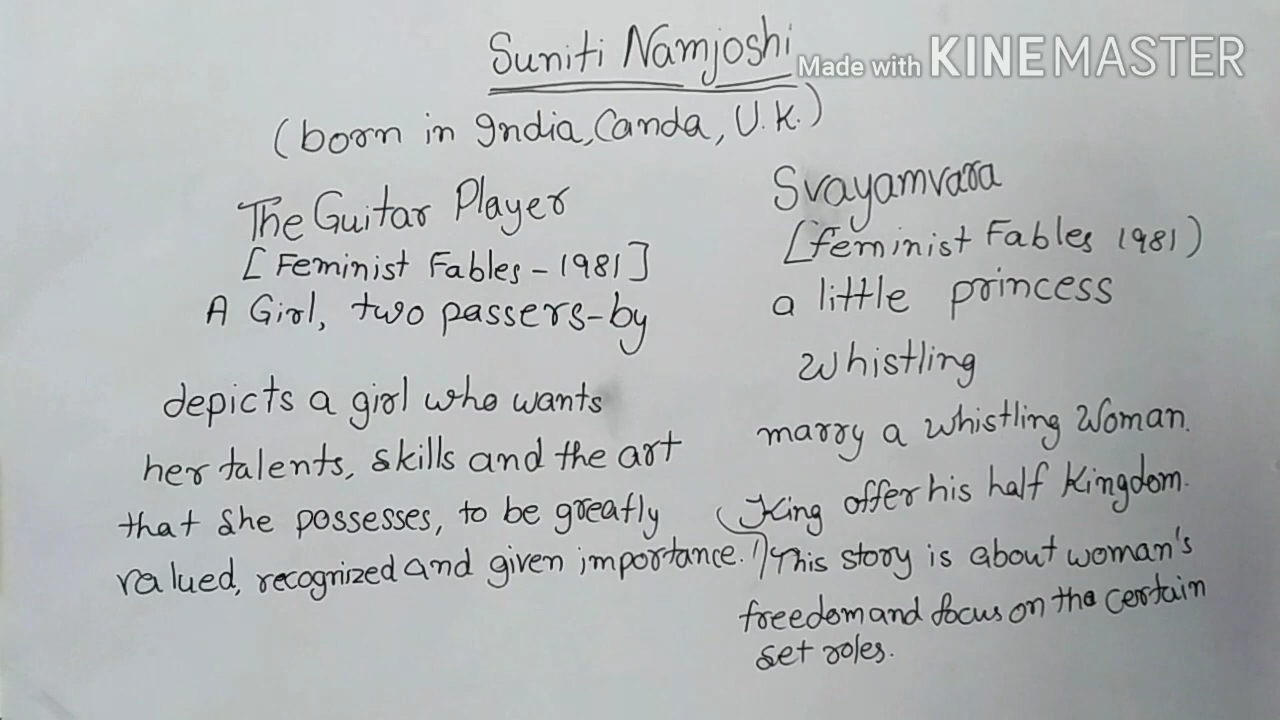 Suniti Namjoshi
Made with KINEMASTER
(born in India, Canda, U.K.)
The Guitar Player
[Feminist Fables - 1981]
A Girl, two passers-by
depicts a girl who wants
her talents, skills and the art
that she possesses, to be greatly
valued, recognized and given importance.
Svayamvara
[Feminist Fables 1981)
a little princess
whistling
marry a whistling Woman.
King offer his half Kingdom.
This story is about woman's
freedom and focus on the certain
set roles.